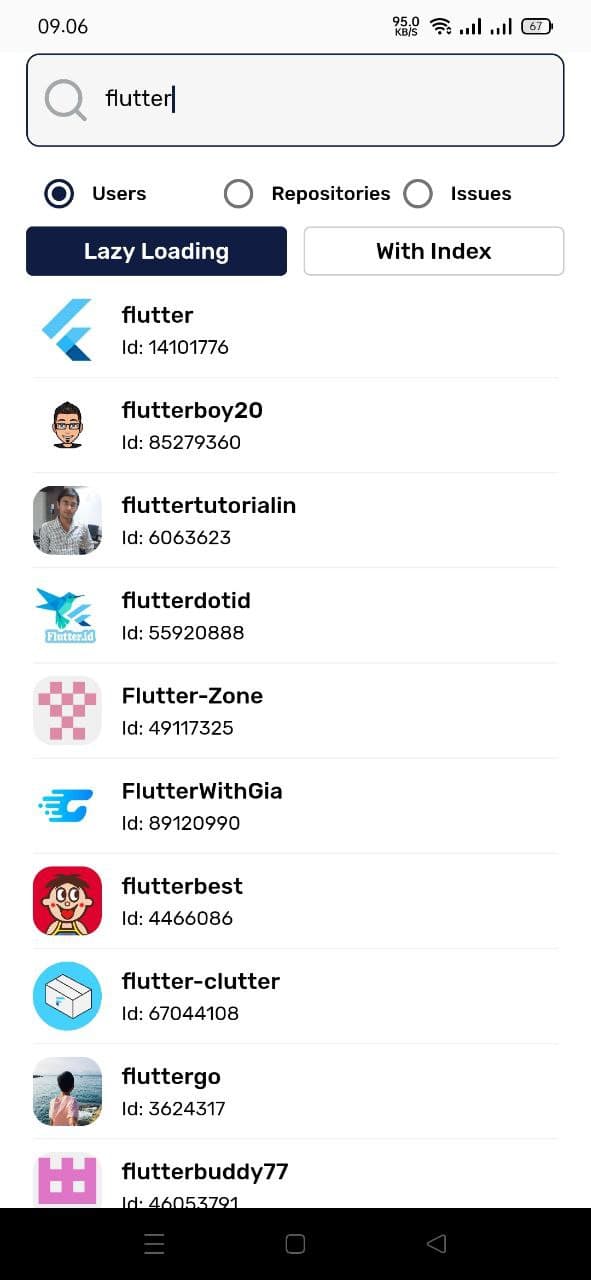 09.06
95.0
KB/S
67
flutter
Users
Repositories
Issues
Lazy Loading
With Index
flutter
Id: 14101776
flutterboy20
Id: 85279360
fluttertutorialin
Id: 6063623
Flutter.id
flutterdotid
Id: 55920888
Flutter-Zone
Id: 49117325
FlutterWithGia
Id: 89120990
flutterbest
Id: 4466086
flutter-clutter
Id: 67044108
fluttergo
Id: 3624317
flutterbuddy77
Id: 46053791